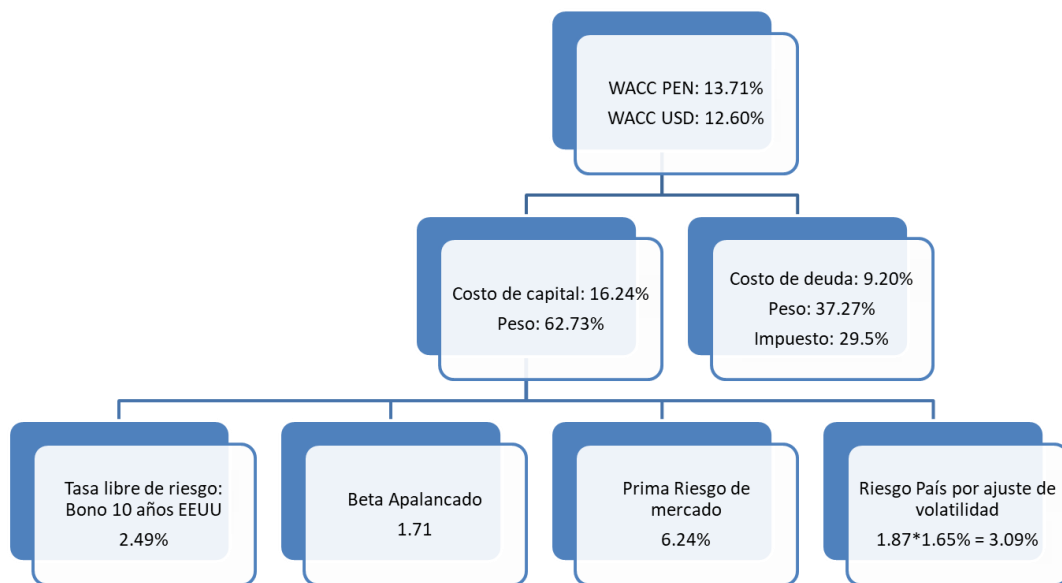 WACC PEN: 13.71%
WACC USD: 12.60%
Costo de capital: 16.24%
Peso: 62.73%
Costo de deuda: 9.20%
Peso: 37.27%
Impuesto: 29.5%
Tasa libre de riesgo:
Bono 10 años EEUU
2.49%
Beta Apalancado
1.71
Prima Riesgo de
mercado
6.24%
Riesgo País por ajuste de
volatilidad
1.87*1.65% = 3.09%